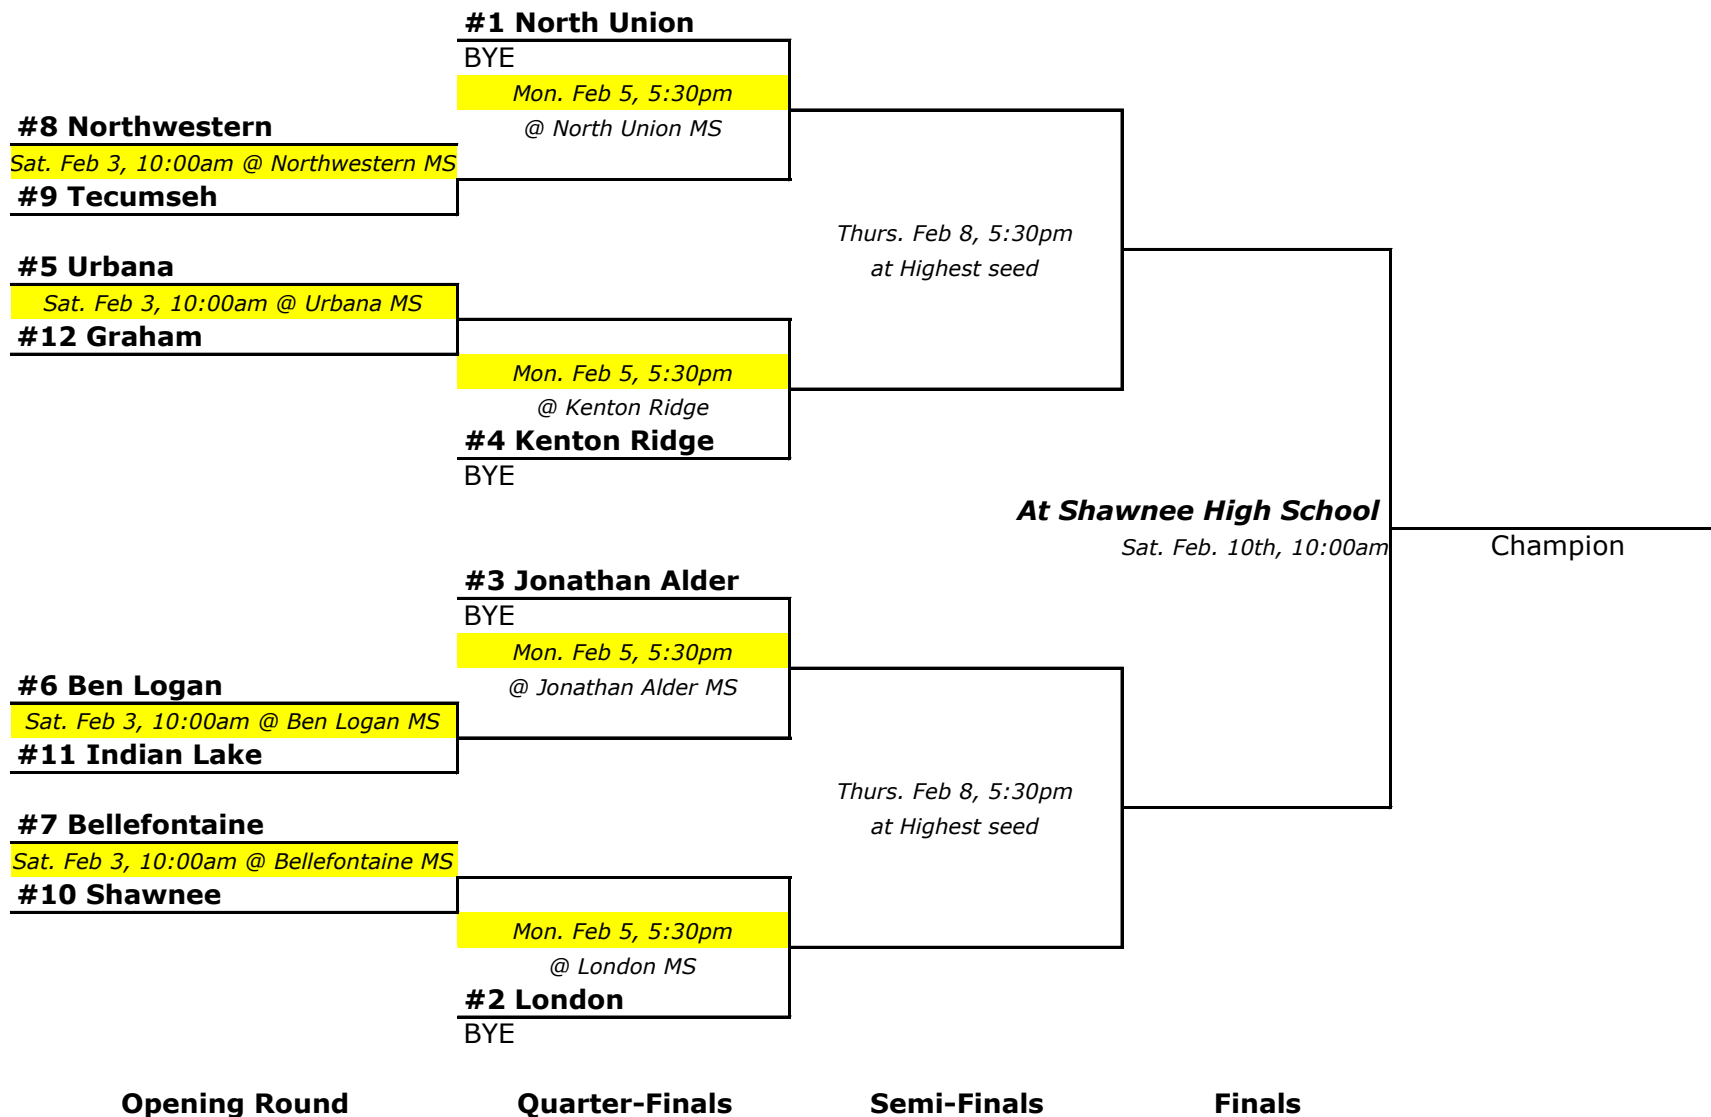 #1 North Union
BYE
Mon. Feb 5, 5:30pm
@ North Union MS
#8 Northwestern
Sat. Feb 3, 10:00am @ Northwestern MS
#9 Tecumseh
Thurs. Feb 8, 5:30pm
at Highest seed
#5 Urbana
Sat. Feb 3, 10:00am @ Urbana MS
#12 Graham
Mon. Feb 5, 5:30pm
@ Kenton Ridge
#4 Kenton Ridge
BYE
At Shawnee High School
Sat. Feb. 10th, 10:00am
Champion
#3 Jonathan Alder
BYE
Mon. Feb 5, 5:30pm
@ Jonathan Alder MS
#6 Ben Logan
Sat. Feb 3, 10:00am @ Ben Logan MS
#11 Indian Lake
Thurs. Feb 8, 5:30pm
at Highest seed
#7 Bellefontaine
Sat. Feb 3, 10:00am @ Bellefontaine MS
#10 Shawnee
Mon. Feb 5, 5:30pm
@ London MS
#2 London
BYE
Opening Round
Quarter-Finals
Semi-Finals
Finals